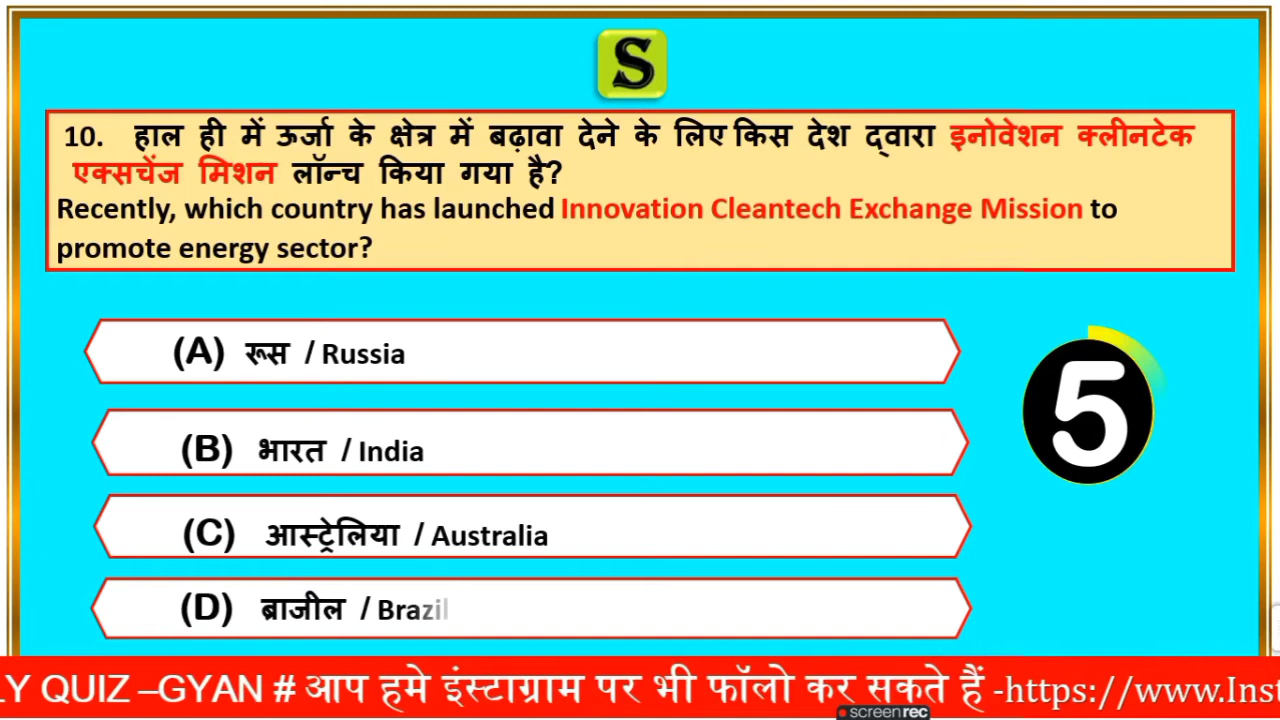 S
10. हाल ही में ऊर्जा के क्षेत्र में बढ़ावा देने के लिए किस देश द्वारा इनोवेशन क्लीनटेक
एक्सचेंज मिशन लॉन्च किया गया है?
Recently, which country has launched Innovation Cleantech Exchange Mission to
promote energy sector?
(A) रूस / Russia
(B) भारत / India
5
(C) आस्ट्रेलिया / Australia
(D) ब्राजील / Brazil
LY QUIZ –GYAN # आप हमे इंस्टाग्राम पर भी फॉलो कर सकते हैं -https://www.Inst
screenrec